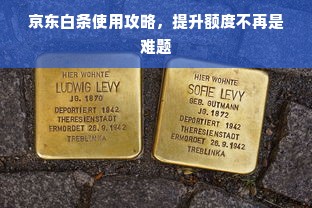 京东白条使用攻略，提升额度不再是
难题
HIER WOHNTE
LUDWIG LEVY
JG. 1870
DEPORTIERT 1942
THERESIENSTADT
ERMORDET 26.9.1942
TREBLINKA
HIER WOHNTE
SOFIE LEVY
GEB. GUTMANN
JG. 1872
DEPORTIERT 1942
THERESIENSTADT
ERMORDET 26.9.1942
TREBLINKA